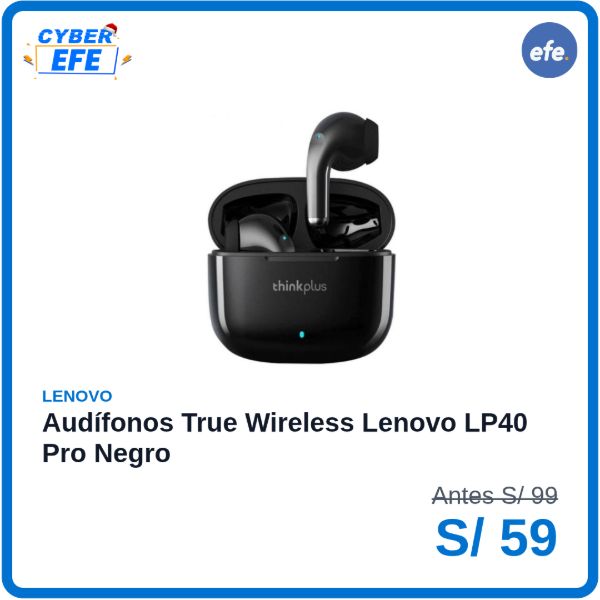 CYBER
EFE
efe.
thinkplus
LENOVO
Audífonos True Wireless Lenovo LP40
Pro Negro
Antes S/ 99
S/ 59